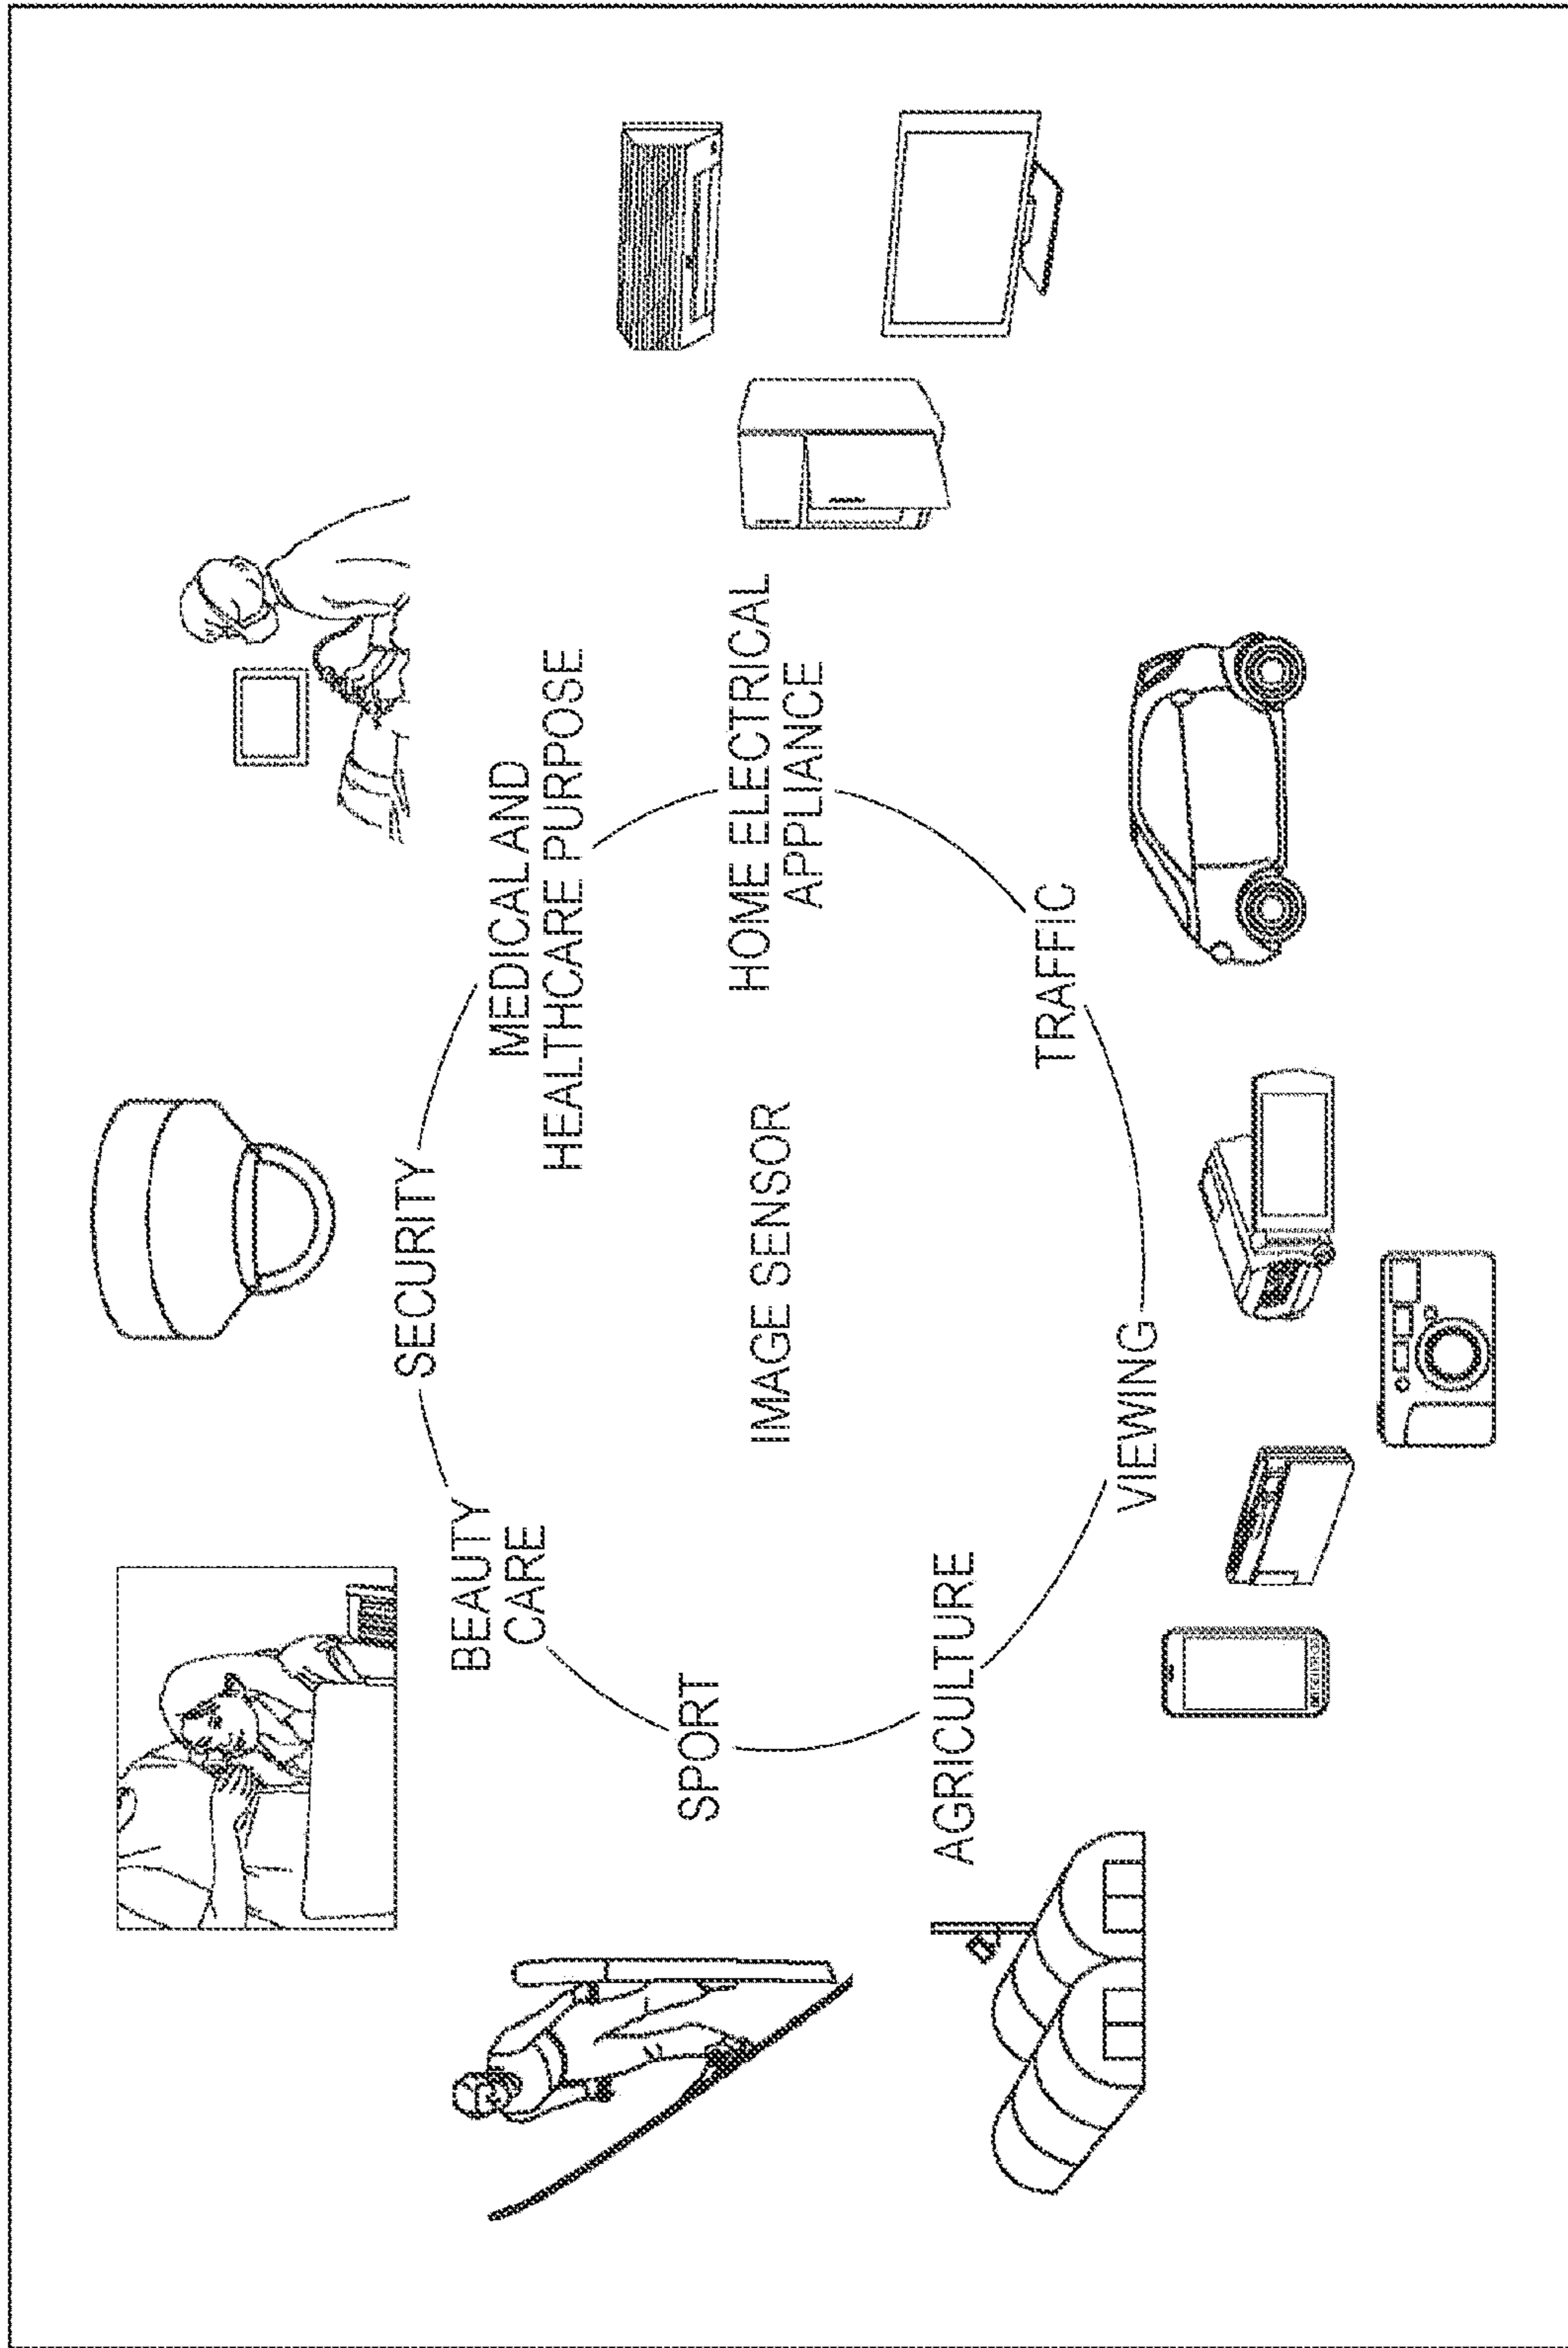 SECURITY
MEDICAL AND
HEALTHCARE PURPOSE
BEAUTY
CARE
SPORT
HOME ELECTRICAL
APPLIANCE
IMAGE SENSOR
AGRICULTURE
TRAFFIC
VIEWING